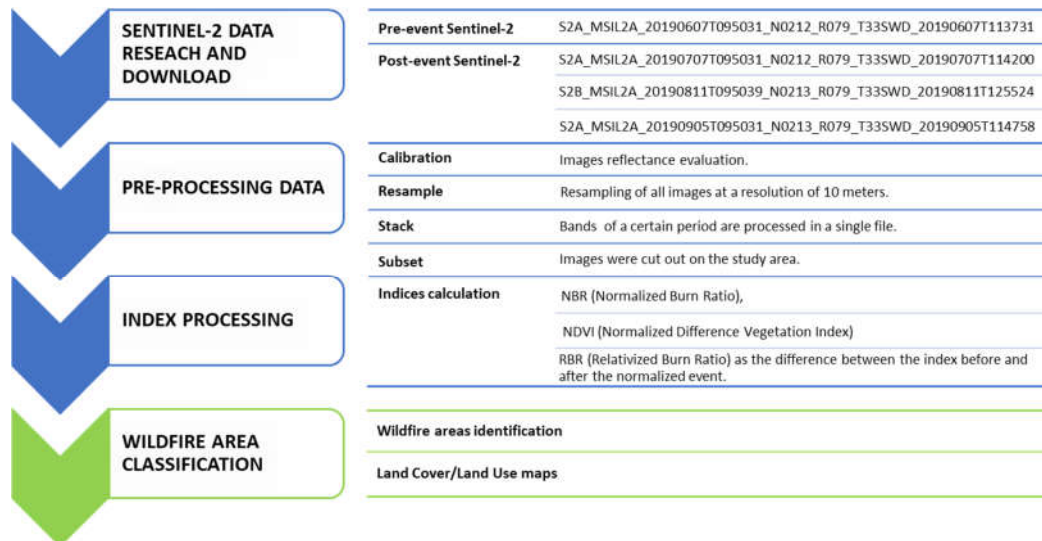 SENTINEL-2 DATA
RESEACH AND
DOWNLOAD
Pre-event Sentinel-2 S2A_MSIL2A_20190607T095031_N0212_R079_T33SWD_20190607T113731
Post-event Sentinel-2 S2A_MSIL2A_20190707T095031_N0212_R079_T33SWD_20190707T114200
S2B_MSIL2A_20190811T095039_N0213_R079_T33SWD_20190811T125524
S2A_MSIL2A_20190905T095031_N0213_R079_T33SWD_20190905T114758
PRE-PROCESSING DATA
Calibration Images reflectance evaluation.
Resample Resampling of all images at a resolution of 10 meters.
Stack Bands of a certain period are processed in a single file.
Subset Images were cut out on the study area.
INDEX PROCESSING
Indices calculation NBR (Normalized Burn Ratio),
NDVI (Normalized Difference Vegetation Index)
RBR (Relativized Burn Ratio) as the difference between the index before and
after the normalized event.
WILDFIRE AREA
CLASSIFICATION
Wildfire areas identification
Land Cover/Land Use maps